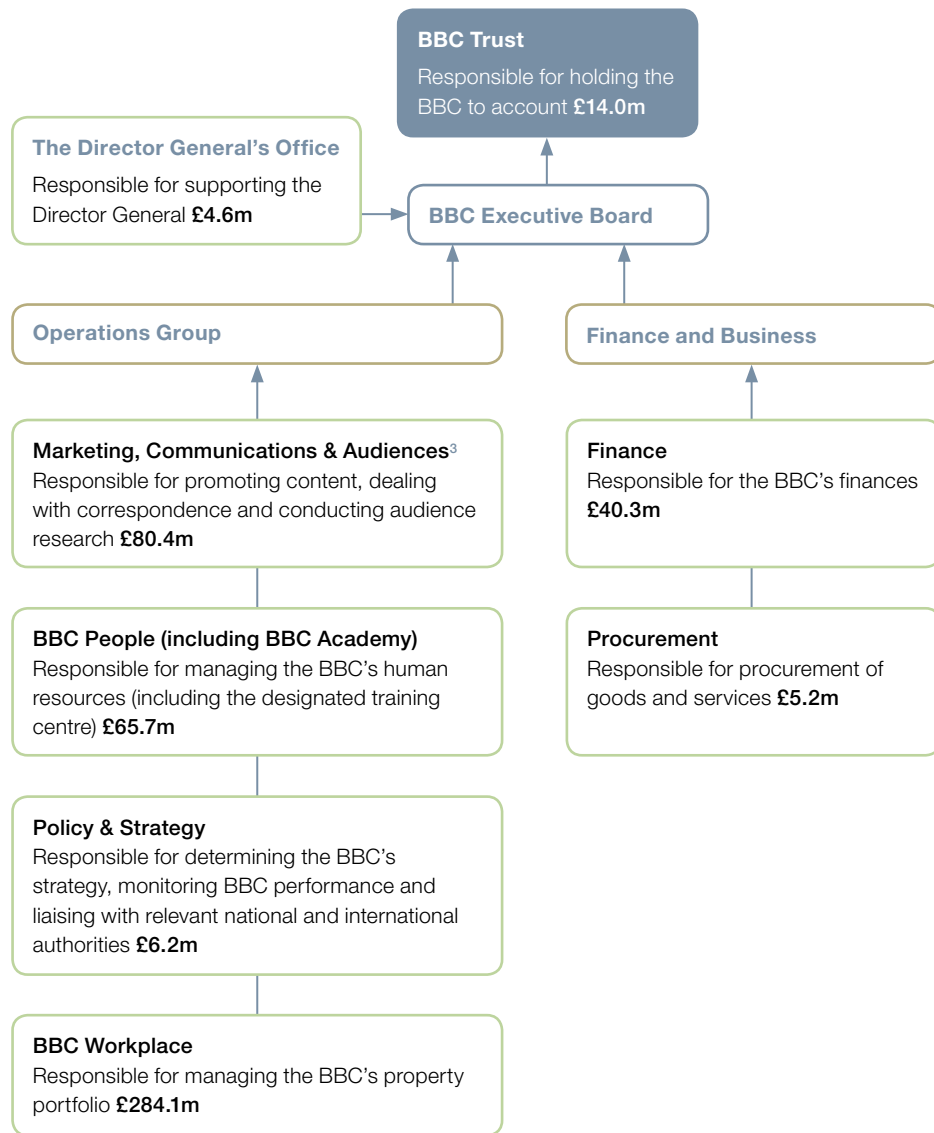 BBC Trust
Responsible for holding the
BBC to account £14.0m
The Director General’s Office
Responsible for supporting the
Director General £4.6m
BBC Executive Board
Operations Group
Finance and Business
Marketing, Communications & Audiences³
Responsible for promoting content, dealing
with correspondence and conducting audience
research £80.4m
Finance
Responsible for the BBC’s finances
£40.3m
BBC People (including BBC Academy)
Responsible for managing the BBC’s human
resources (including the designated training
centre) £65.7m
Procurement
Responsible for procurement of
goods and services £5.2m
Policy & Strategy
Responsible for determining the BBC’s
strategy, monitoring BBC performance and
liaising with relevant national and international
authorities £6.2m
BBC Workplace
Responsible for managing the BBC’s property
portfolio £284.1m